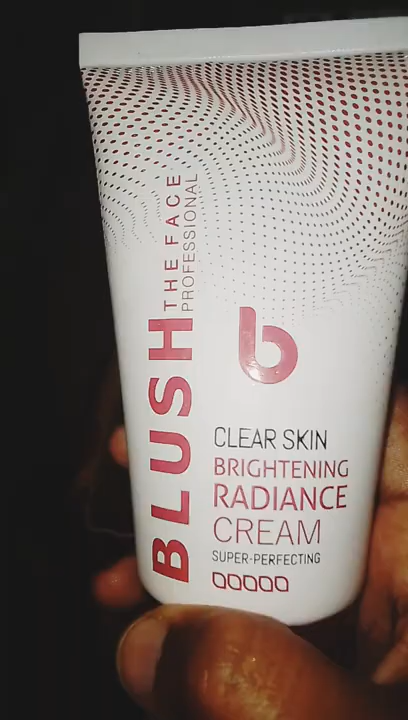 BLUSH THE FACE
PROFESSIONAL
b
CLEAR SKIN
BRIGHTENING
RADIANCE
CREAM
SUPER-PERFECTING